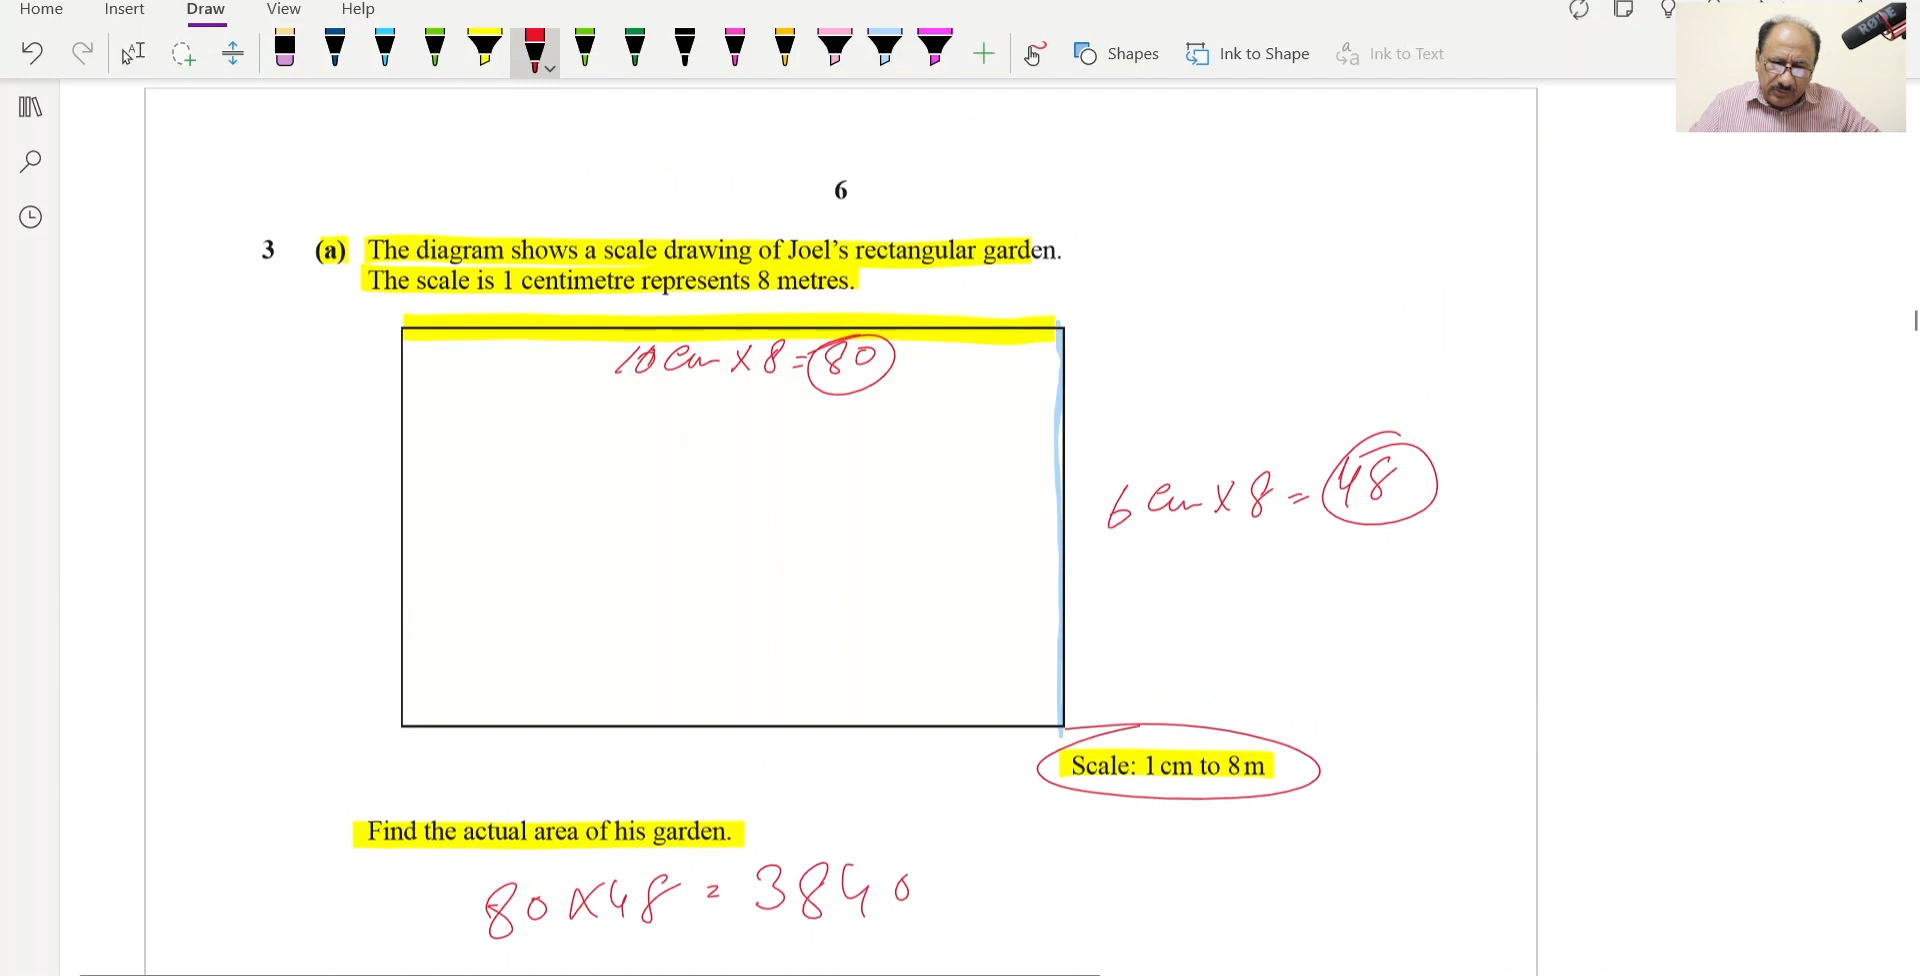 Home Insert Draw View Help
Shapes Ink to Shape Ink to Text
RØDE
6
3 (a) The diagram shows a scale drawing of Joel’s rectangular garden.
The scale is 1 centimetre represents 8 metres.
10 cm x 8 = 80
6 cm x 8 = 48
Scale: 1 cm to 8 m
Find the actual area of his garden.
80 x 48 = 3840